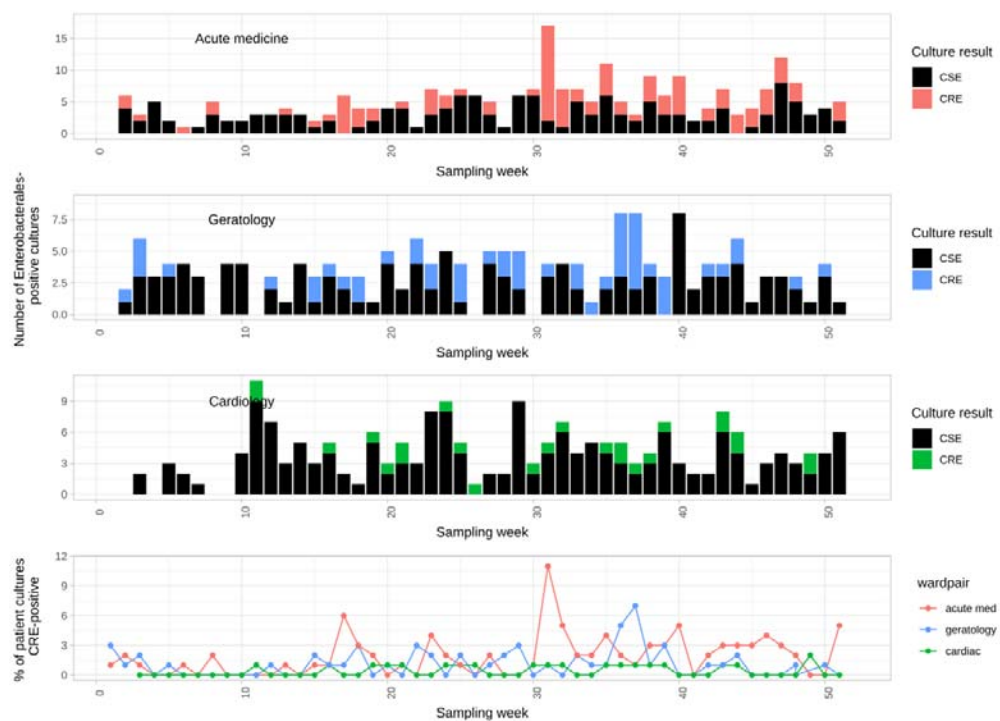 Acute medicine
15
10
5
0
0
10
20
30
40
50
Sampling week
Culture result
CSE
CRE
Number of Enterobacterales-
positive cultures
Geratology
7.5
5.0
2.5
0.0
0
10
20
30
40
50
Sampling week
Culture result
CSE
CRE
Cardiology
9
6
3
0
0
10
20
30
40
50
Sampling week
Culture result
CSE
CRE
% of patient cultures
CRE-positive
12
9
6
3
0
0
10
20
30
40
50
Sampling week
wardpair
acute med
geratology
cardiac